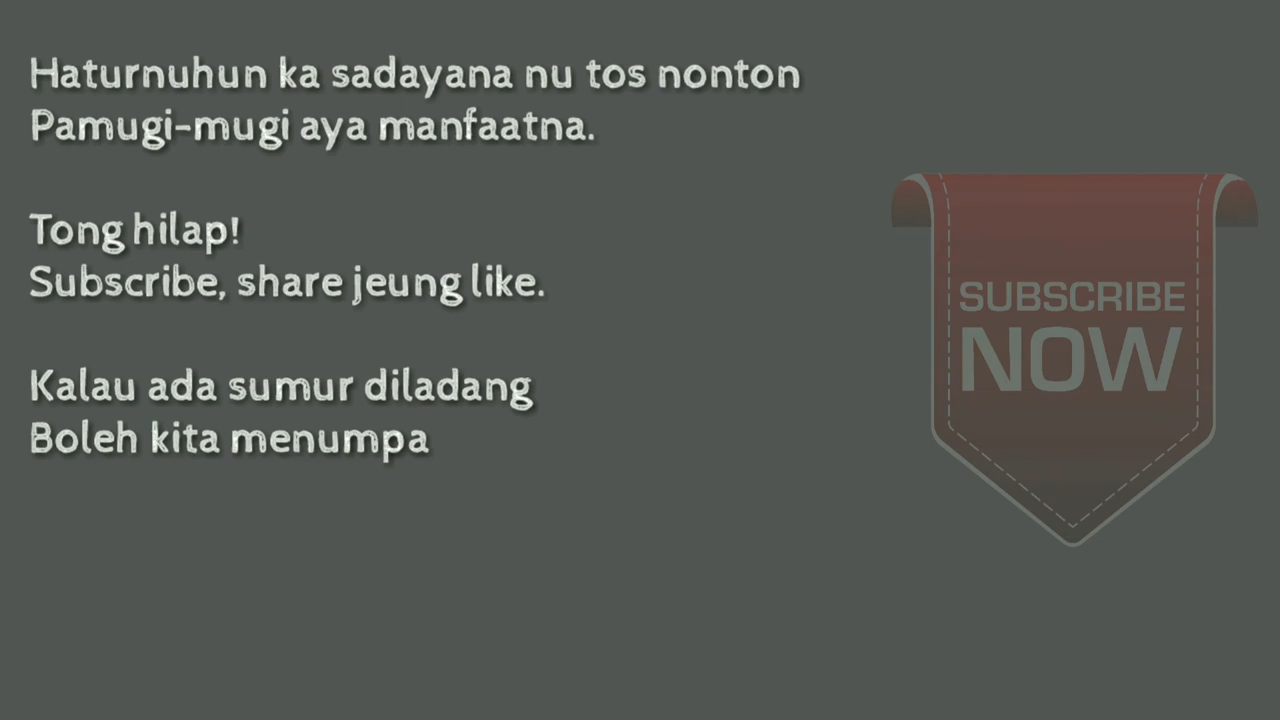 Haturnuhun ka sadayana nu tos nonton
Pamugi-mugi aya manfaatna.
Tong hilap!
Subscribe, share jeung like.
Kalau ada sumur diladang
Boleh kita menumpa
SUBSCRIBE
NOW